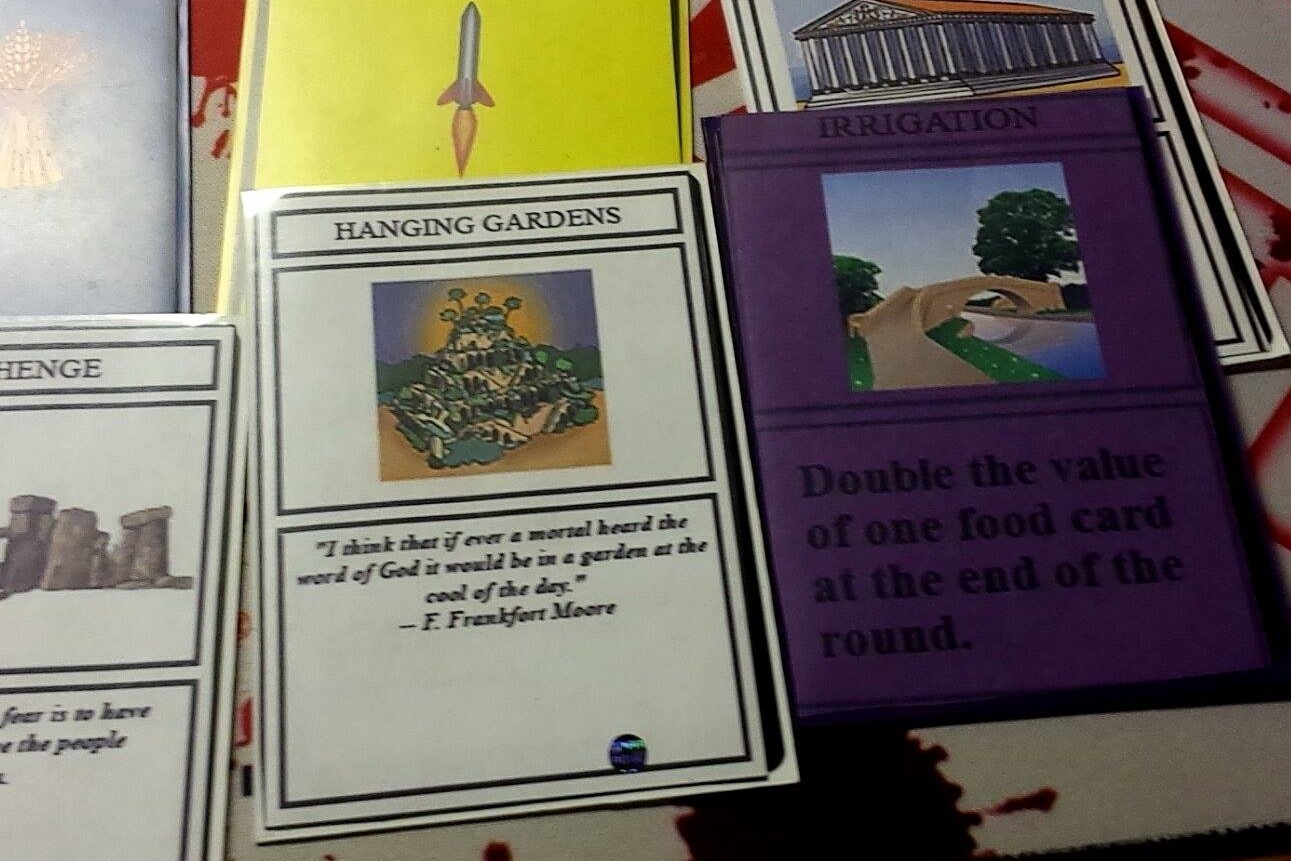 IRRIGATION
HANGING GARDENS
HENGE
Double the value
of one food card
at the end of the
round.
"I think that if ever a mortal heard the
word of God it would be in a garden at the
cool of the day."
– F. Frankfort Moore
fear is to have
e the people